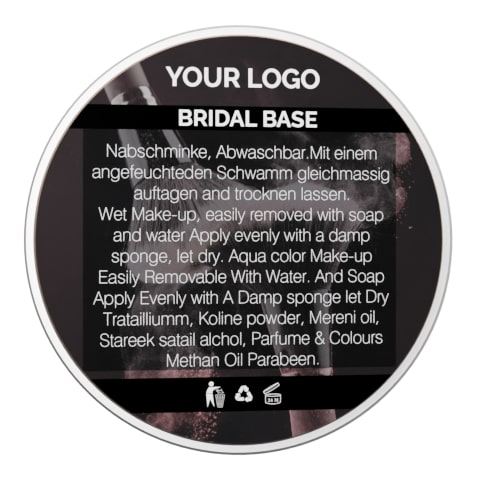 YOUR LOGO
BRIDAL BASE
Nabschminke, Abwaschbar.Mit einem
angefeuchteden Schwamm gleichmassig
auftagen and trocknen lassen.
Wet Make-up, easily removed with soap
and water Apply evenly with a damp
sponge, let dry. Aqua color Make-up
Easily Removable With Water. And Soap
Apply Evenly with A Damp sponge let Dry
Tratailliumm, Koline powder, Mereni oil,
Stareek satail alchol, Parfume & Colours
Methan Oil Parabeen.
24 M